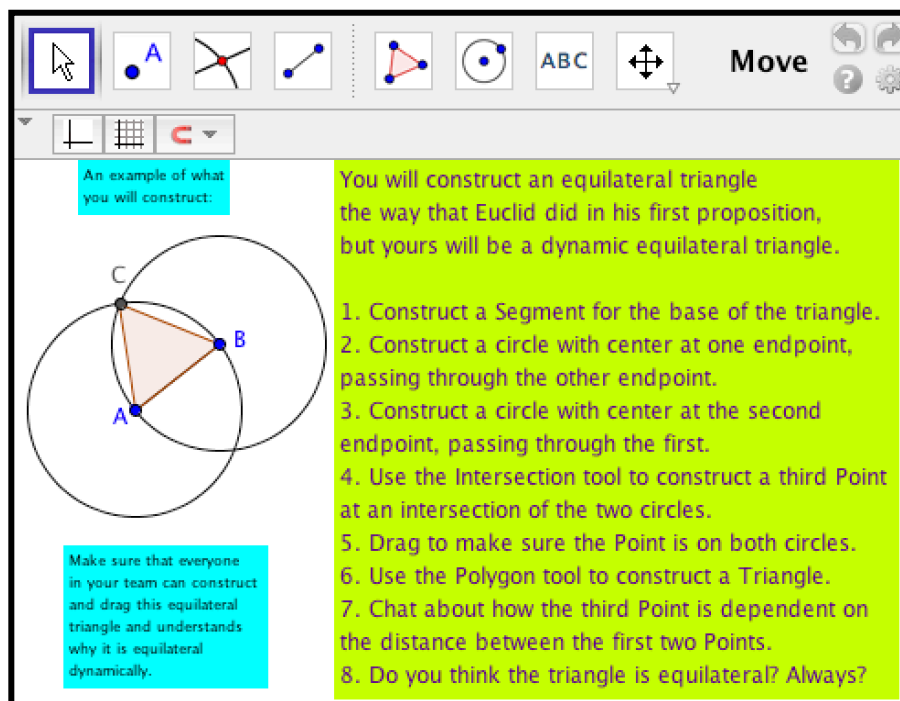 A
ABC
Move
?
An example of what
you will construct:
C
B
A
Make sure that everyone
in your team can construct
and drag this equilateral
triangle and understands
why it is equilateral
dynamically.
You will construct an equilateral triangle
the way that Euclid did in his first proposition,
but yours will be a dynamic equilateral triangle.
1. Construct a Segment for the base of the triangle.
2. Construct a circle with center at one endpoint,
passing through the other endpoint.
3. Construct a circle with center at the second
endpoint, passing through the first.
4. Use the Intersection tool to construct a third Point
at an intersection of the two circles.
5. Drag to make sure the Point is on both circles.
6. Use the Polygon tool to construct a Triangle.
7. Chat about how the third Point is dependent on
the distance between the first two Points.
8. Do you think the triangle is equilateral? Always?